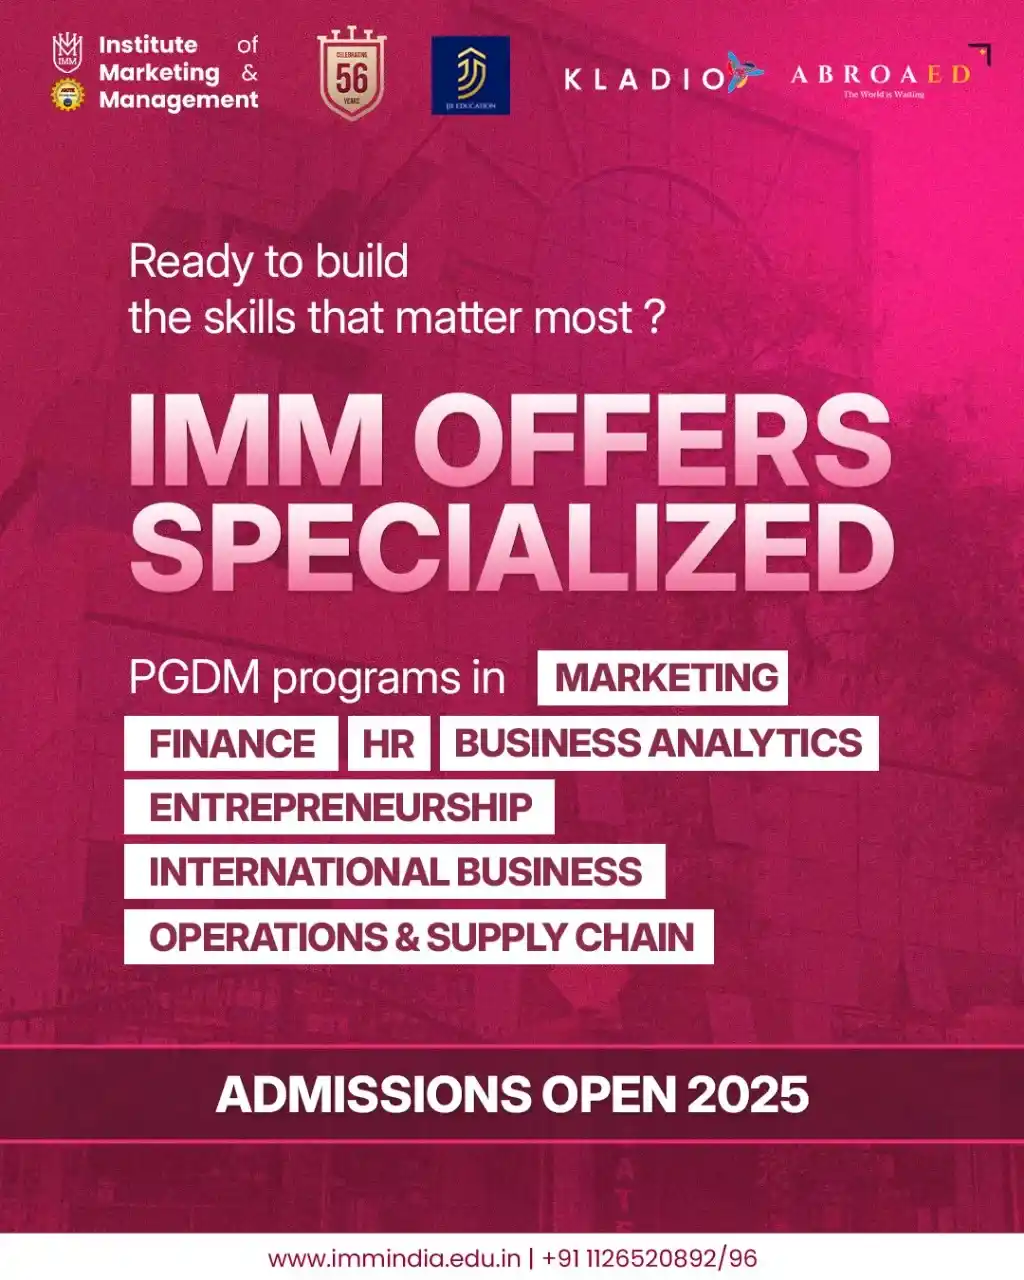 Institute of
Marketing &
Management
IMM
CELEBRATING
56
YEARS
EDUCATION
KLADIO
ABROAED
The World is Waiting
Ready to build
the skills that matter most ?
IMM OFFERS
SPECIALIZED
PGDM programs in MARKETING
FINANCE HR BUSINESS ANALYTICS
ENTREPRENEURSHIP
INTERNATIONAL BUSINESS
OPERATIONS & SUPPLY CHAIN
ADMISSIONS OPEN 2025
www.immindia.edu.in | +91 1126520892/96